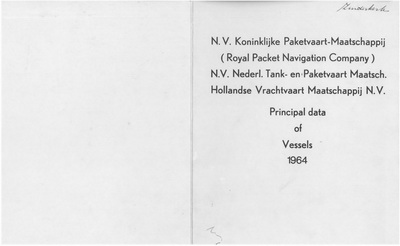 N.V. Koninklijke Paketvaart-Maatschappij
( Royal Packet Navigation Company )
N.V. Nederl. Tank- en Paketvaart Maatsch.
Hollandse Vrachtvaart Maatschappij N.V.
Principal data
of
Vessels
1964